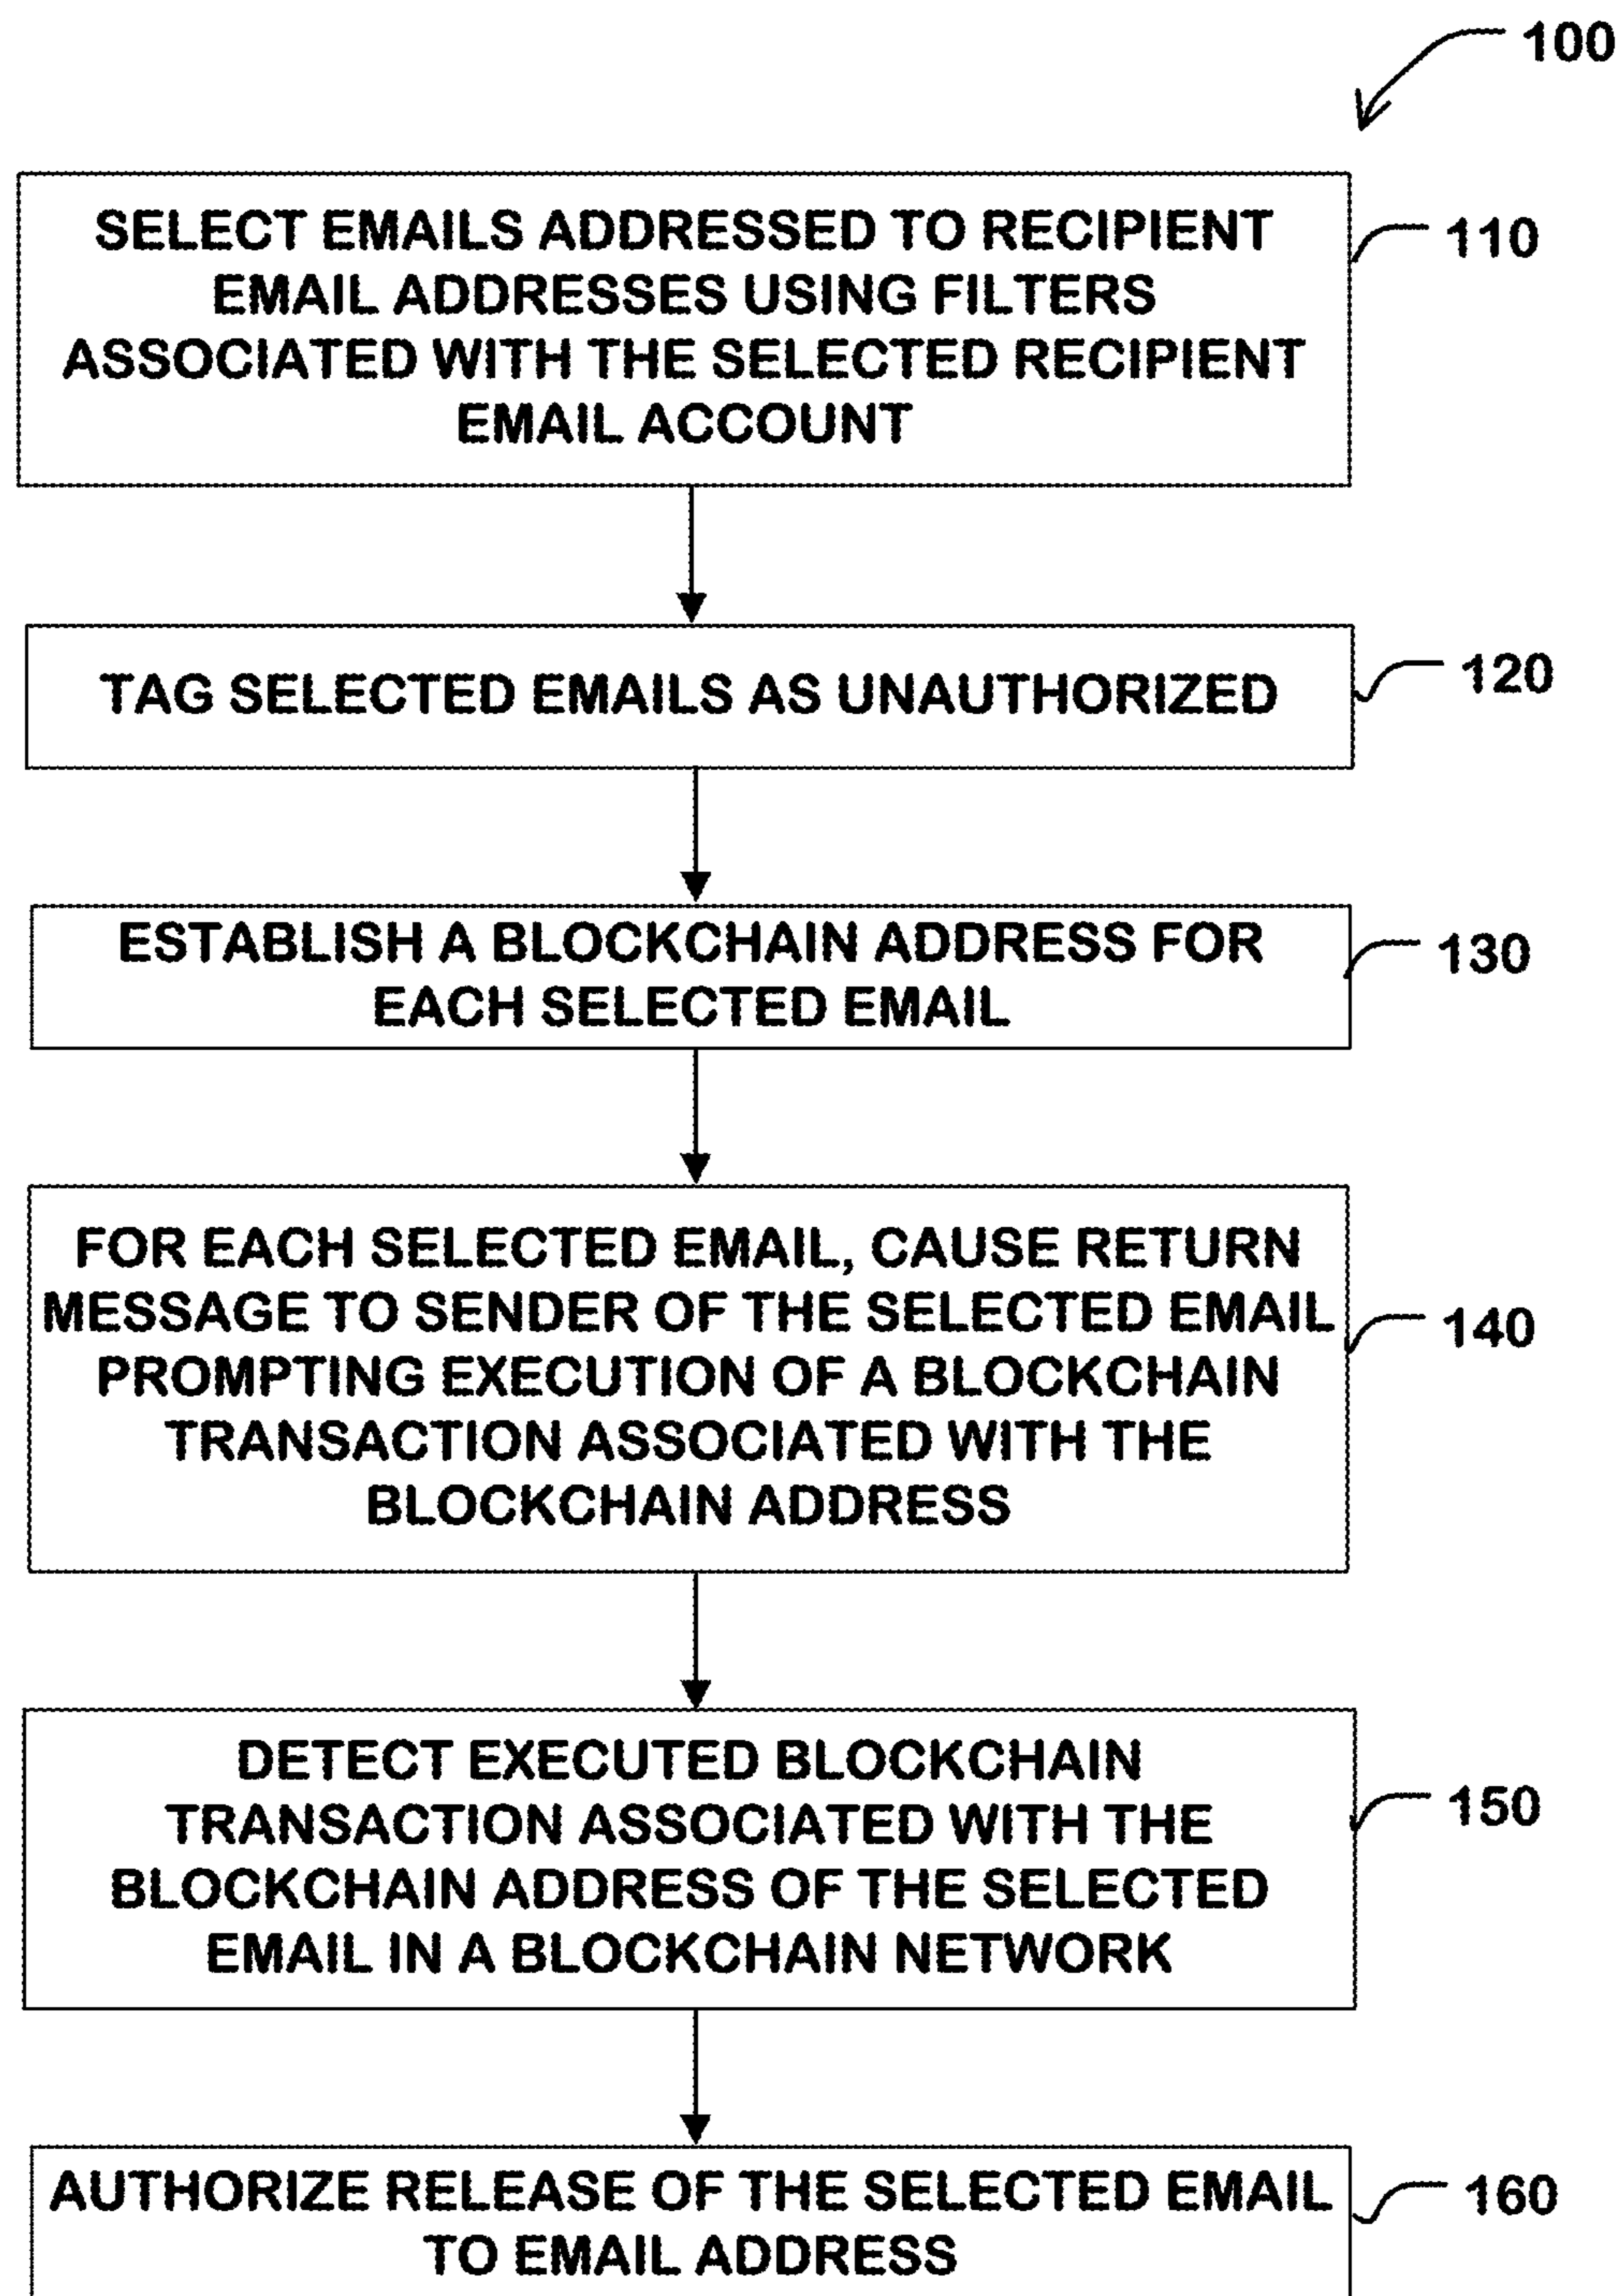 100
SELECT EMAILS ADDRESSED TO RECIPIENT
EMAIL ADDRESSES USING FILTERS
ASSOCIATED WITH THE SELECTED RECIPIENT
EMAIL ACCOUNT
110
TAG SELECTED EMAILS AS UNAUTHORIZED
120
ESTABLISH A BLOCKCHAIN ADDRESS FOR
EACH SELECTED EMAIL
130
FOR EACH SELECTED EMAIL, CAUSE RETURN
MESSAGE TO SENDER OF THE SELECTED EMAIL
PROMPTING EXECUTION OF A BLOCKCHAIN
TRANSACTION ASSOCIATED WITH THE
BLOCKCHAIN ADDRESS
140
DETECT EXECUTED BLOCKCHAIN
TRANSACTION ASSOCIATED WITH THE
BLOCKCHAIN ADDRESS OF THE SELECTED
EMAIL IN A BLOCKCHAIN NETWORK
150
AUTHORIZE RELEASE OF THE SELECTED EMAIL
TO EMAIL ADDRESS
160